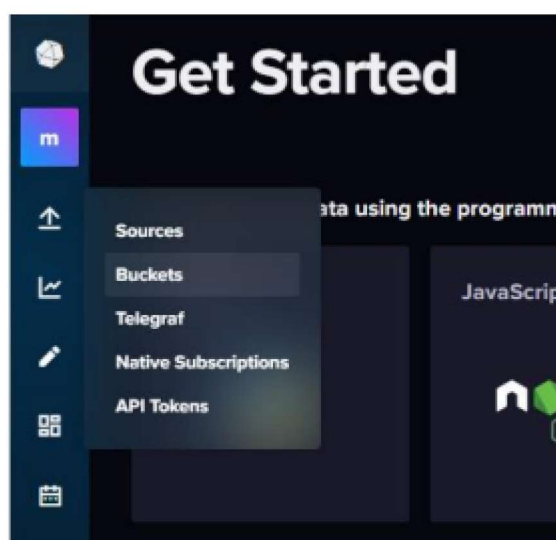 Get Started
m
ata using the programm
Sources
Buckets
Telegraf
Native Subscriptions
API Tokens
JavaScrip
n